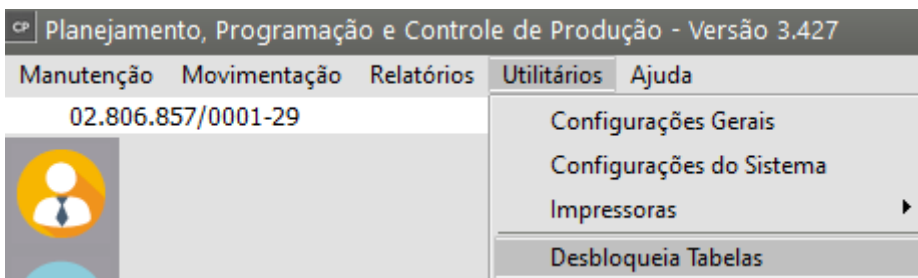 CP Planejamento, Programação e Controle de Produção - Versão 3.427
Manutenção Movimentação Relatórios Utilitários Ajuda
02.806.857/0001-29
Configurações Gerais
Configurações do Sistema
Impressoras
Desbloqueia Tabelas